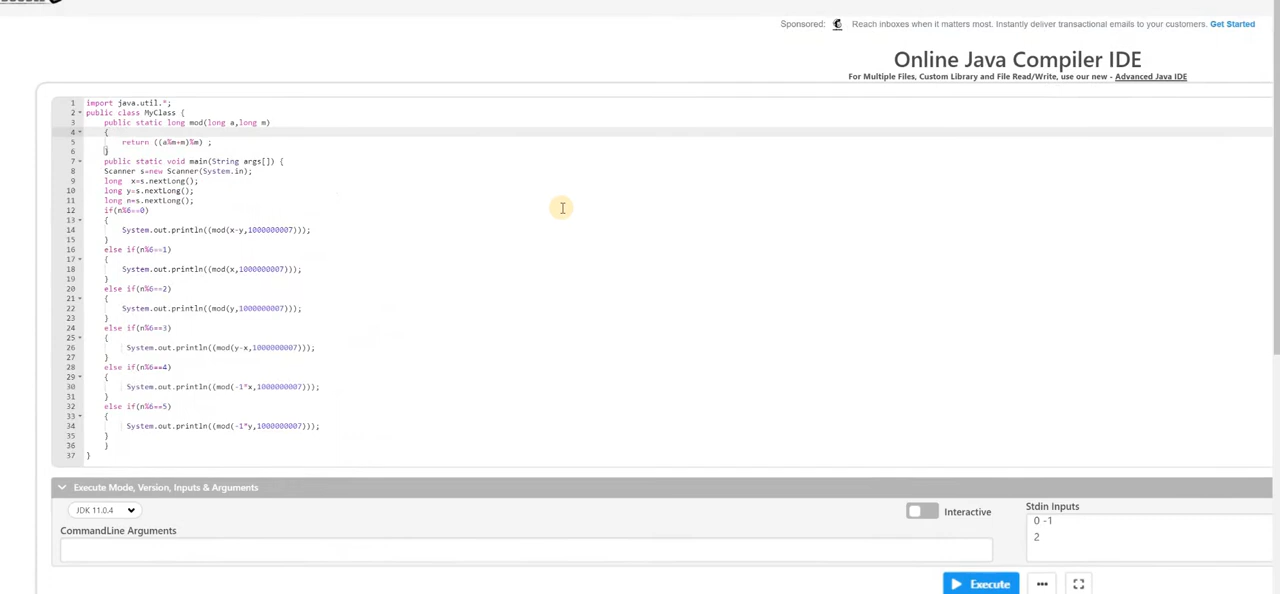 Sponsored: Reach inboxes when it matters most. Instantly deliver transactional emails to your customers. Get Started
Online Java Compiler IDE
For Multiple Files, Custom Library and File Read/Write, use our new - Advanced Java IDE
1 import java.util.*;
2 public class MyClass {
3 public static long mod(long a,long m)
4 {
5 return ((a%m+m)%m) ;
6 }
7 public static void main(String args[]) {
8 Scanner s=new Scanner(System.in);
9 long x=s.nextLong();
10 long y=s.nextLong();
11 long n=s.nextLong();
12 if(n%6==0)
13 {
14 System.out.println((mod(x-y,1000000007)));
15 }
16 else if(n%6==1)
17 {
18 System.out.println((mod(x,1000000007)));
19 }
20 else if(n%6==2)
21 {
22 System.out.println((mod(y,1000000007)));
23 }
24 else if(n%6==3)
25 {
26 System.out.println((mod(y-x,1000000007)));
27 }
28 else if(n%6==4)
29 {
30 System.out.println((mod(-1*x,1000000007)));
31 }
32 else if(n%6==5)
33 {
34 System.out.println((mod(-1*y,1000000007)));
35 }
36 }
37 }
Execute Mode, Version, Inputs & Arguments
JDK 11.0.4
Interactive
Stdin Inputs
CommandLine Arguments
0 -1
2
Execute